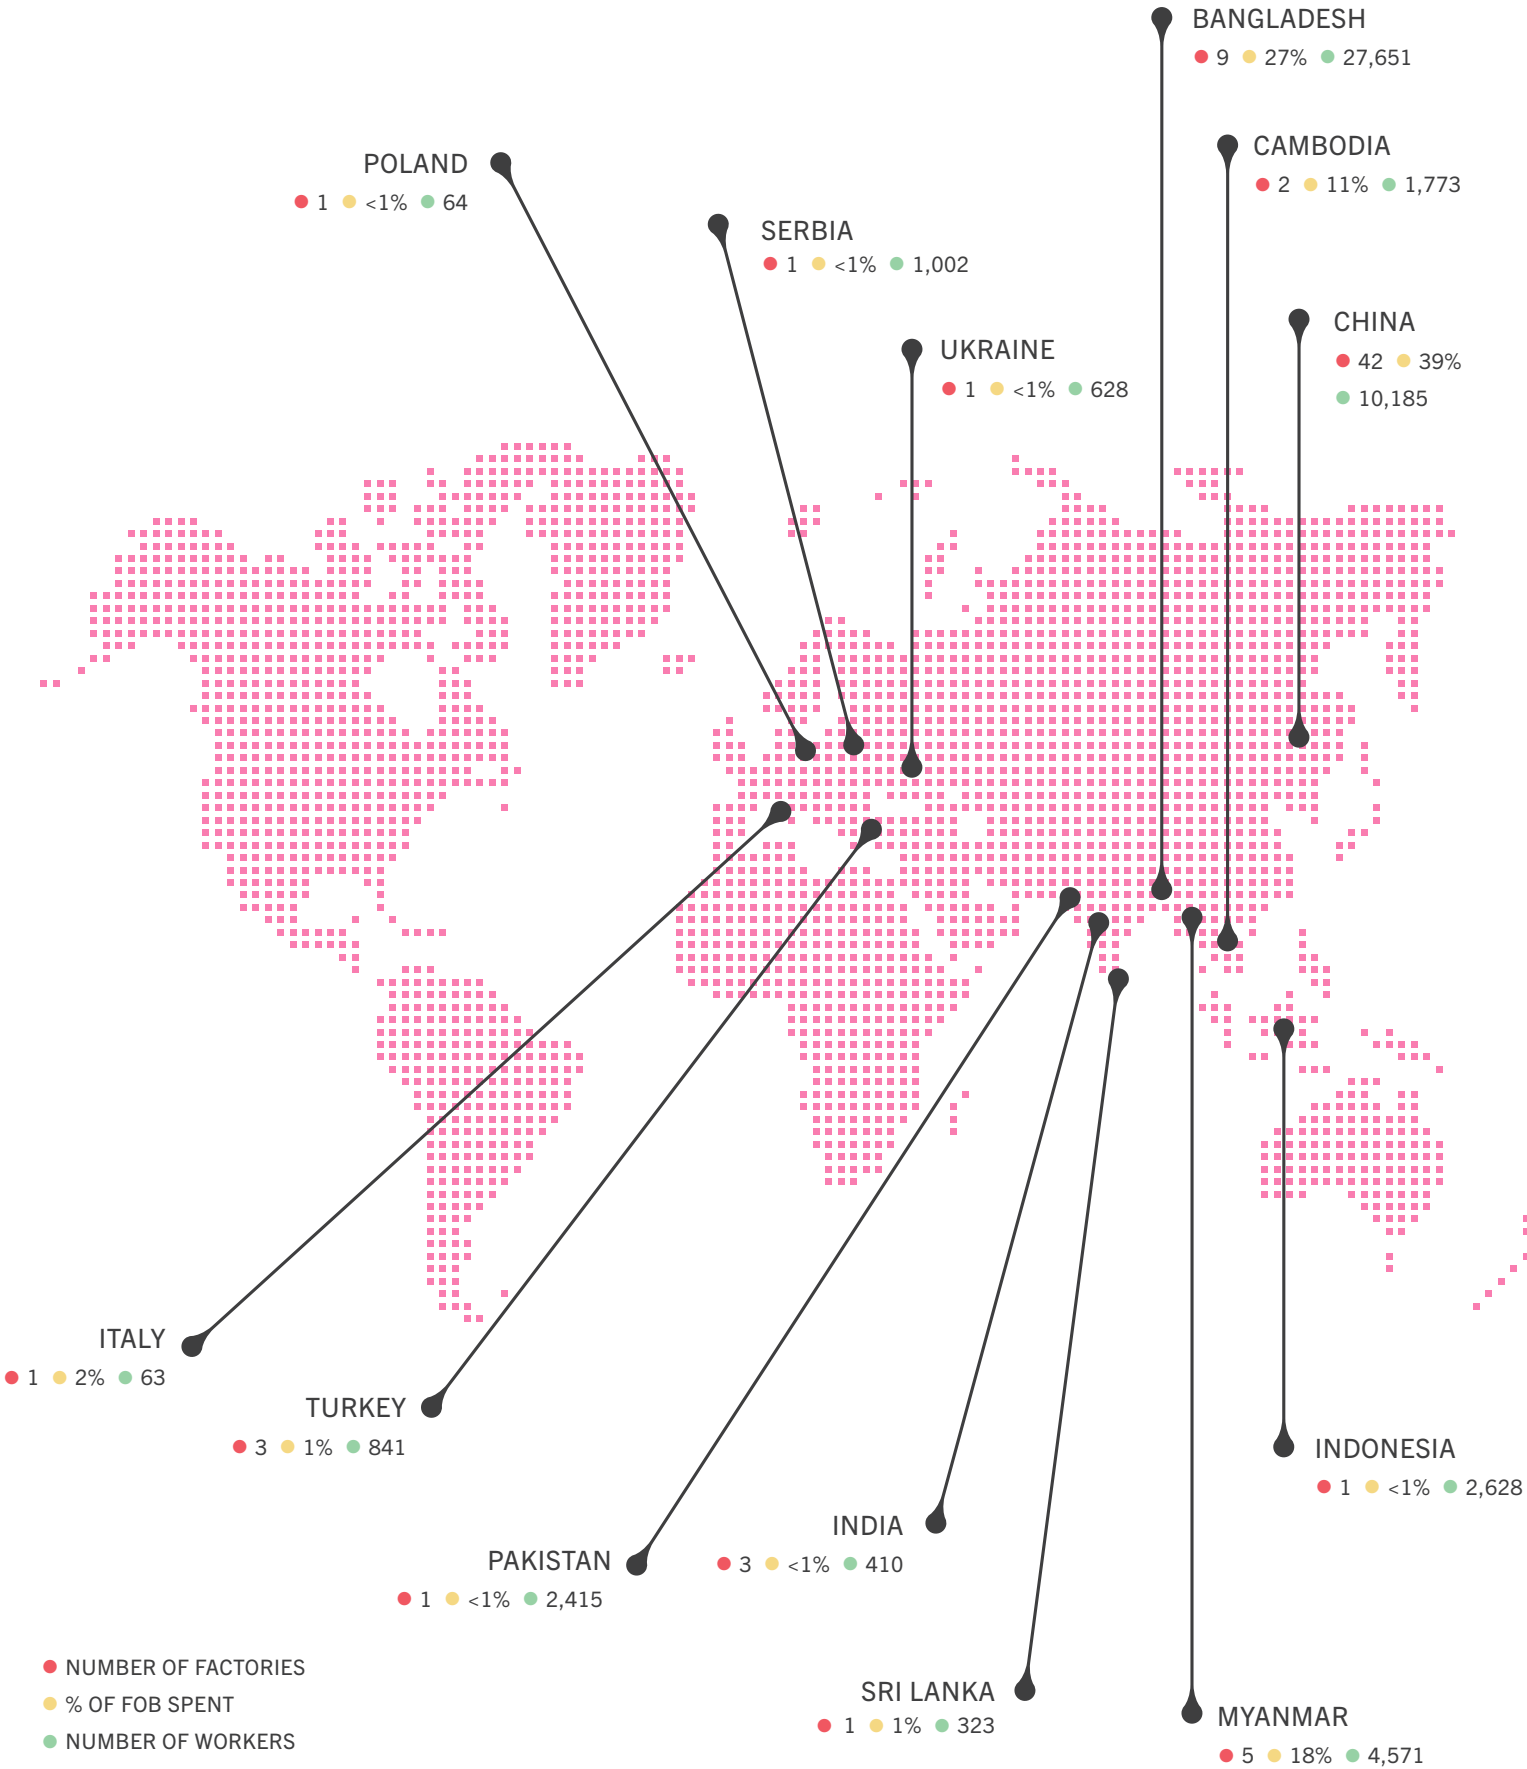 BANGLADESH
9 27% 27,651
CAMBODIA
2 11% 1,773
POLAND
1 <1% 64
SERBIA
1 <1% 1,002
CHINA
42 39%
10,185
UKRAINE
1 <1% 628
ITALY
1 2% 63
TURKEY
3 1% 841
INDONESIA
1 <1% 2,628
INDIA
3 <1% 410
PAKISTAN
1 <1% 2,415
SRI LANKA
1 1% 323
MYANMAR
5 18% 4,571
NUMBER OF FACTORIES
% OF FOB SPENT
NUMBER OF WORKERS